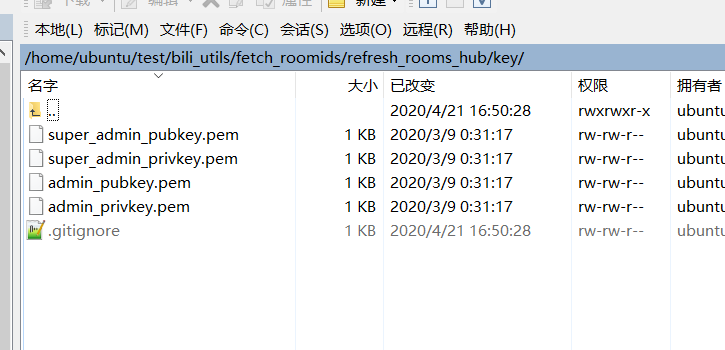 下载 编辑 属性 新建
本地(L) 标记(M) 文件(F) 命令(C) 会话(S) 选项(O) 远程(R) 帮助(H)
/home/ubuntu/test/bili_utils/fetch_roomids/refresh_rooms_hub/key/
名字 大小 已改变 权限 拥有者
.. 2020/4/21 16:50:28 rwxrwxr-x ubuntu
super_admin_pubkey.pem 1 KB 2020/3/9 0:31:17 rw-rw-r-- ubuntu
super_admin_privkey.pem 1 KB 2020/3/9 0:31:17 rw-rw-r-- ubuntu
admin_pubkey.pem 1 KB 2020/3/9 0:31:17 rw-rw-r-- ubuntu
admin_privkey.pem 1 KB 2020/3/9 0:31:17 rw-rw-r-- ubuntu
.gitignore 1 KB 2020/4/21 16:50:28 rw-rw-r-- ubuntu